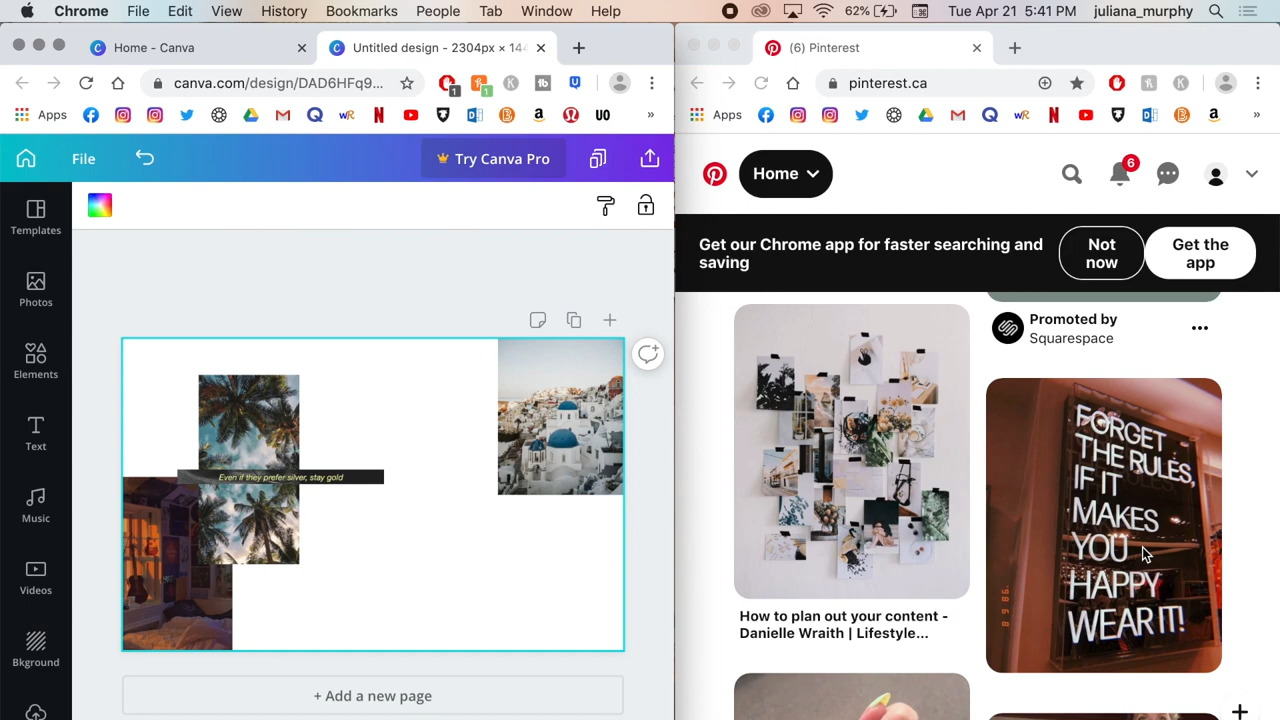 Chrome File Edit View History Bookmarks People Tab Window Help
62% Tue Apr 21 5:41 PM juliana_murphy
Home - Canva
Untitled design - 2304px × 144
(6) Pinterest
canva.com/design/DAD6HFq9...
1
1
pinterest.ca
Apps
UO
Apps
File
Try Canva Pro
Home
6
Get our Chrome app for faster searching and
saving
Not
now
Get the
app
Templates
Photos
Elements
Text
Music
Videos
Bkground
Even if they prefer silver, stay gold
+ Add a new page
Promoted by
Squarespace
FORGET
THE RULES,
IF IT
MAKES
YOU
HAPPY
WEAR IT!
How to plan out your content -
Danielle Wraith | Lifestyle...